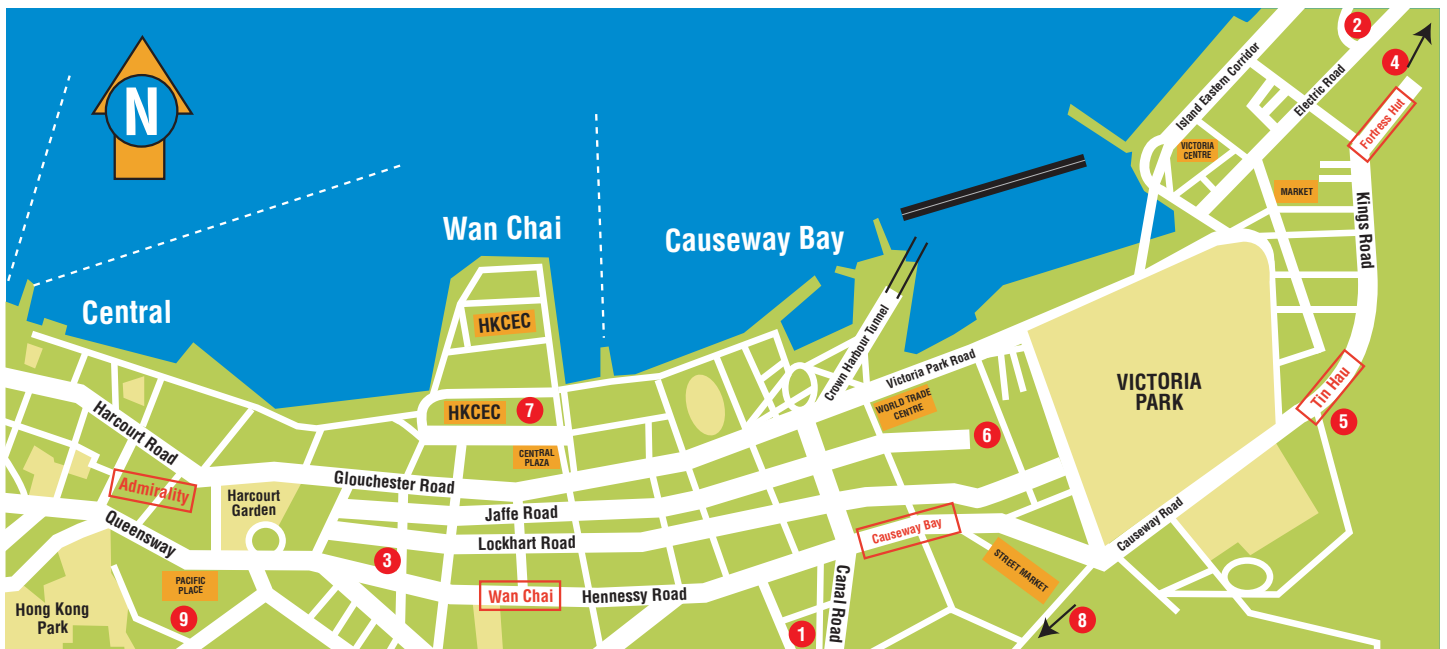 N
2
4
Island Eastern Corridor
Electric Road
Fortress Hut
VICTORIA
CENTRE
MARKET
Kings Road
Wan Chai
Causeway Bay
Central
HKCEC
Crown Harbour Tunnel
Victoria Park Road
VICTORIA
PARK
Tin Hau
5
HKCEC
7
WORLD TRADE
CENTRE
6
Harcourt Road
CENTRAL
PLAZA
Admirality
Glouchester Road
Harcourt
Garden
Jaffe Road
Queensway
Lockhart Road
Causeway Bay
Causeway Road
3
STREET MARKET
PACIFIC
PLACE
Wan Chai
Hennessy Road
Canal Road
Hong Kong
Park
9
1
8